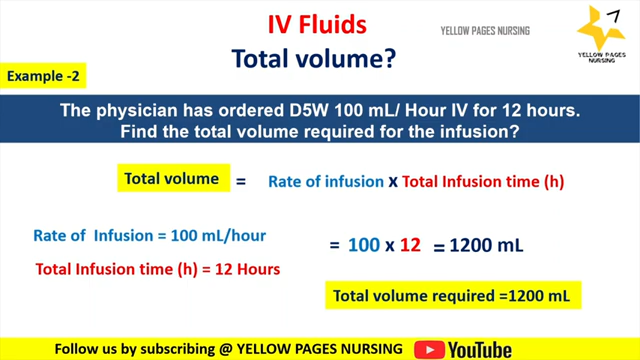 IV Fluids
YELLOW PAGES NURSING
Total volume?
YELLOW PAGES
NURSING
Example -2
The physician has ordered D5W 100 mL/ Hour IV for 12 hours.
Find the total volume required for the infusion?
Total volume = Rate of infusion x Total Infusion time (h)
Rate of Infusion = 100 mL/hour
= 100 x 12 = 1200 mL
Total Infusion time (h) = 12 Hours
Total volume required =1200 mL
Follow us by subscribing @ YELLOW PAGES NURSING YouTube